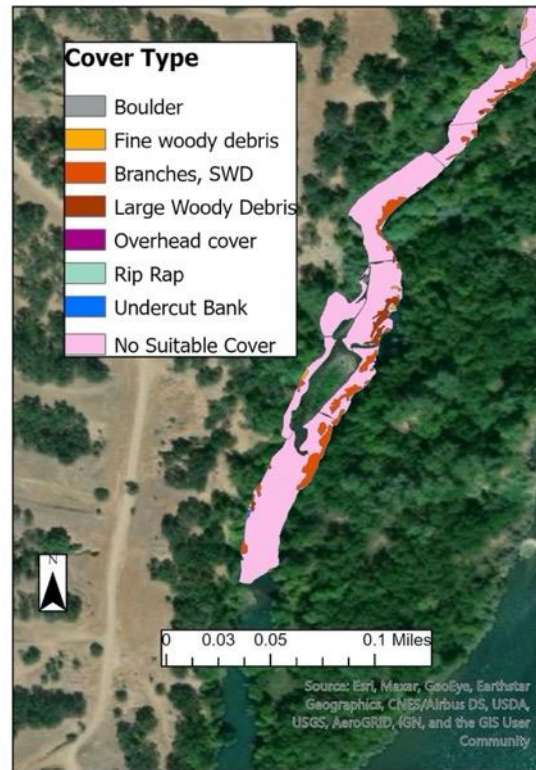 Cover Type
Boulder
Fine woody debris
Branches, SWD
Large Woody Debris
Overhead cover
Rip Rap
Undercut Bank
No Suitable Cover
N
0 0.03 0.05 0.1 Miles
Source: Esri, Maxar, GeoEye, Earthstar
Geographics, CNES/Airbus DS, USDA,
USGS, AeroGRID, IGN, and the GIS User
Community